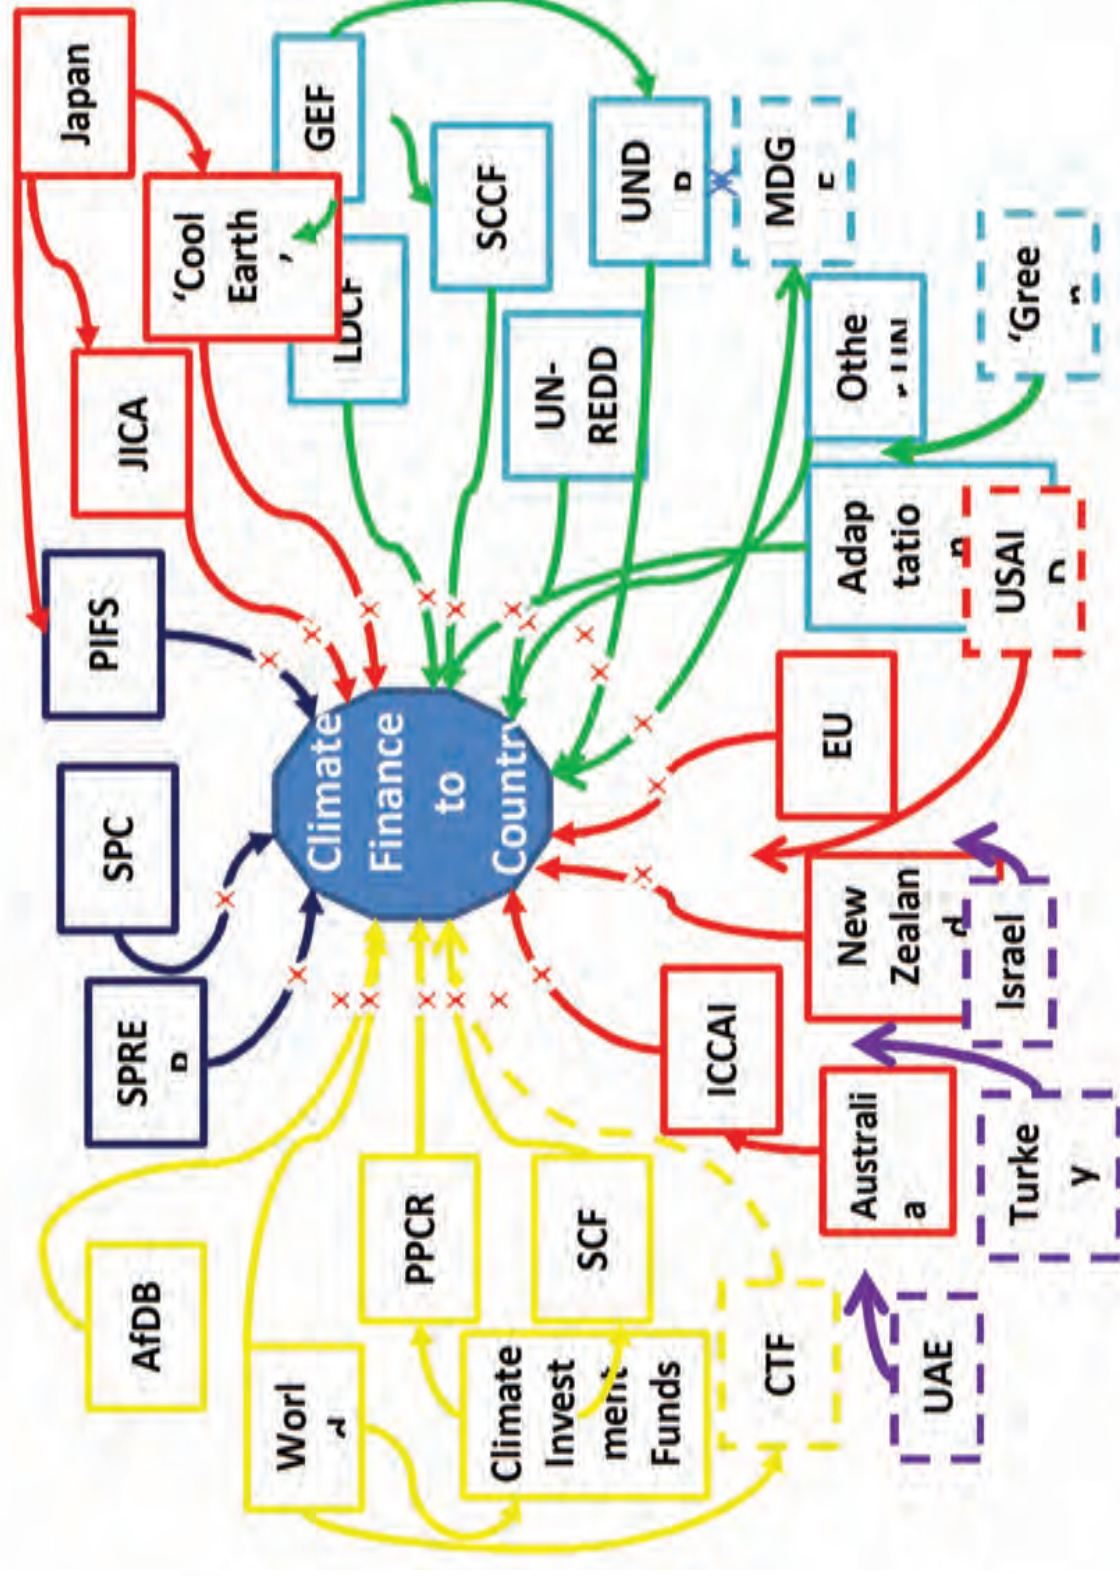 Japan
JICA
PIFS
SPC
SPRE
AfDB
‘Cool
Earth
’
GEF
LDCF
SCCF
UN-
REDD
UND
MDG
Othe
‘Gree
Adap
tatio
USAI
EU
New
Zealan
Israel
ICCAI
Australi
a
Turke
y
UAE
CTF
SCF
PPCR
Climate
Invest
ment
Funds
Worl
Climate
Finance
to
Country